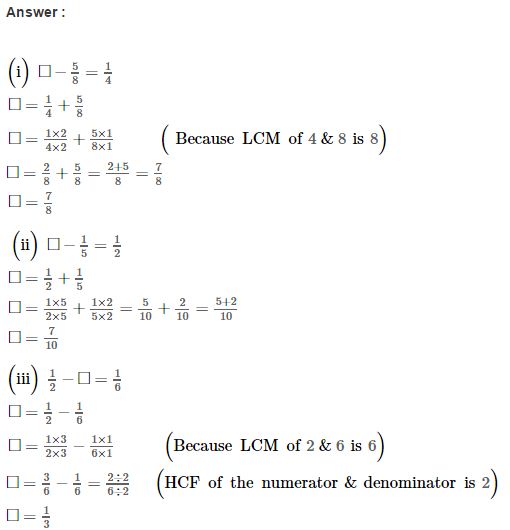 Answer :
(i) □ − 5/8 = 1/4
□ = 1/4 + 5/8
□ = 1×2/4×2 + 5×1/8×1 ( Because LCM of 4 & 8 is 8)
□ = 2/8 + 5/8 = 2+5/8 = 7/8
□ = 7/8
(ii) □ − 1/5 = 1/2
□ = 1/2 + 1/5
□ = 1×5/2×5 + 1×2/5×2 = 5/10 + 2/10 = 5+2/10
□ = 7/10
(iii) 1/2 − □ = 1/6
□ = 1/2 − 1/6
□ = 1×3/2×3 − 1×1/6×1 (Because LCM of 2 & 6 is 6)
□ = 3/6 − 1/6 = 2÷2/6÷2 (HCF of the numerator & denominator is 2)
□ = 1/3